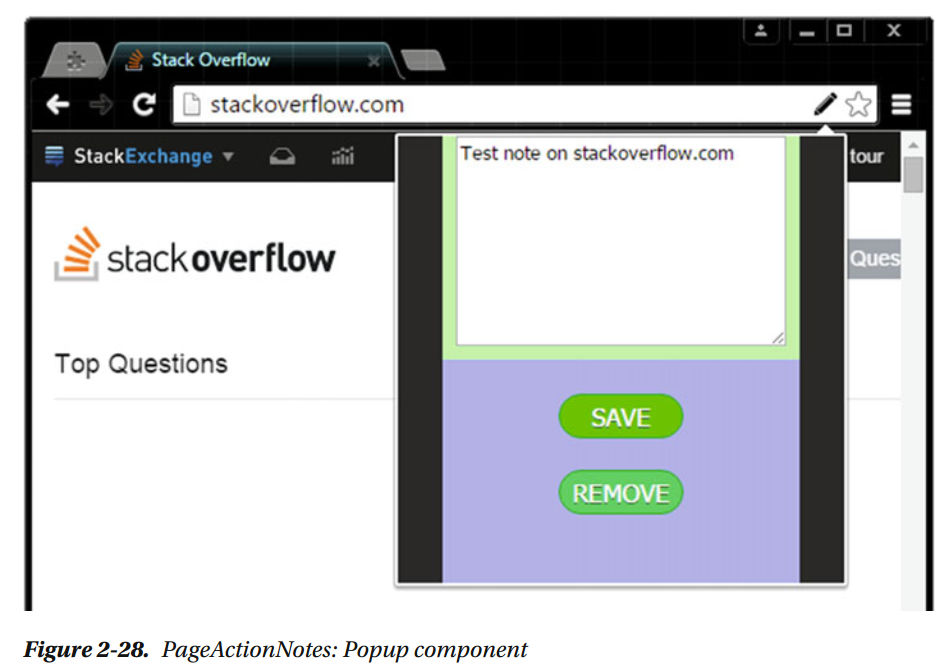 Stack Overflow
stackoverflow.com
StackExchange
tour
Test note on stackoverflow.com
stackoverflow
Ques
Top Questions
SAVE
REMOVE
Figure 2-28. PageActionNotes: Popup component